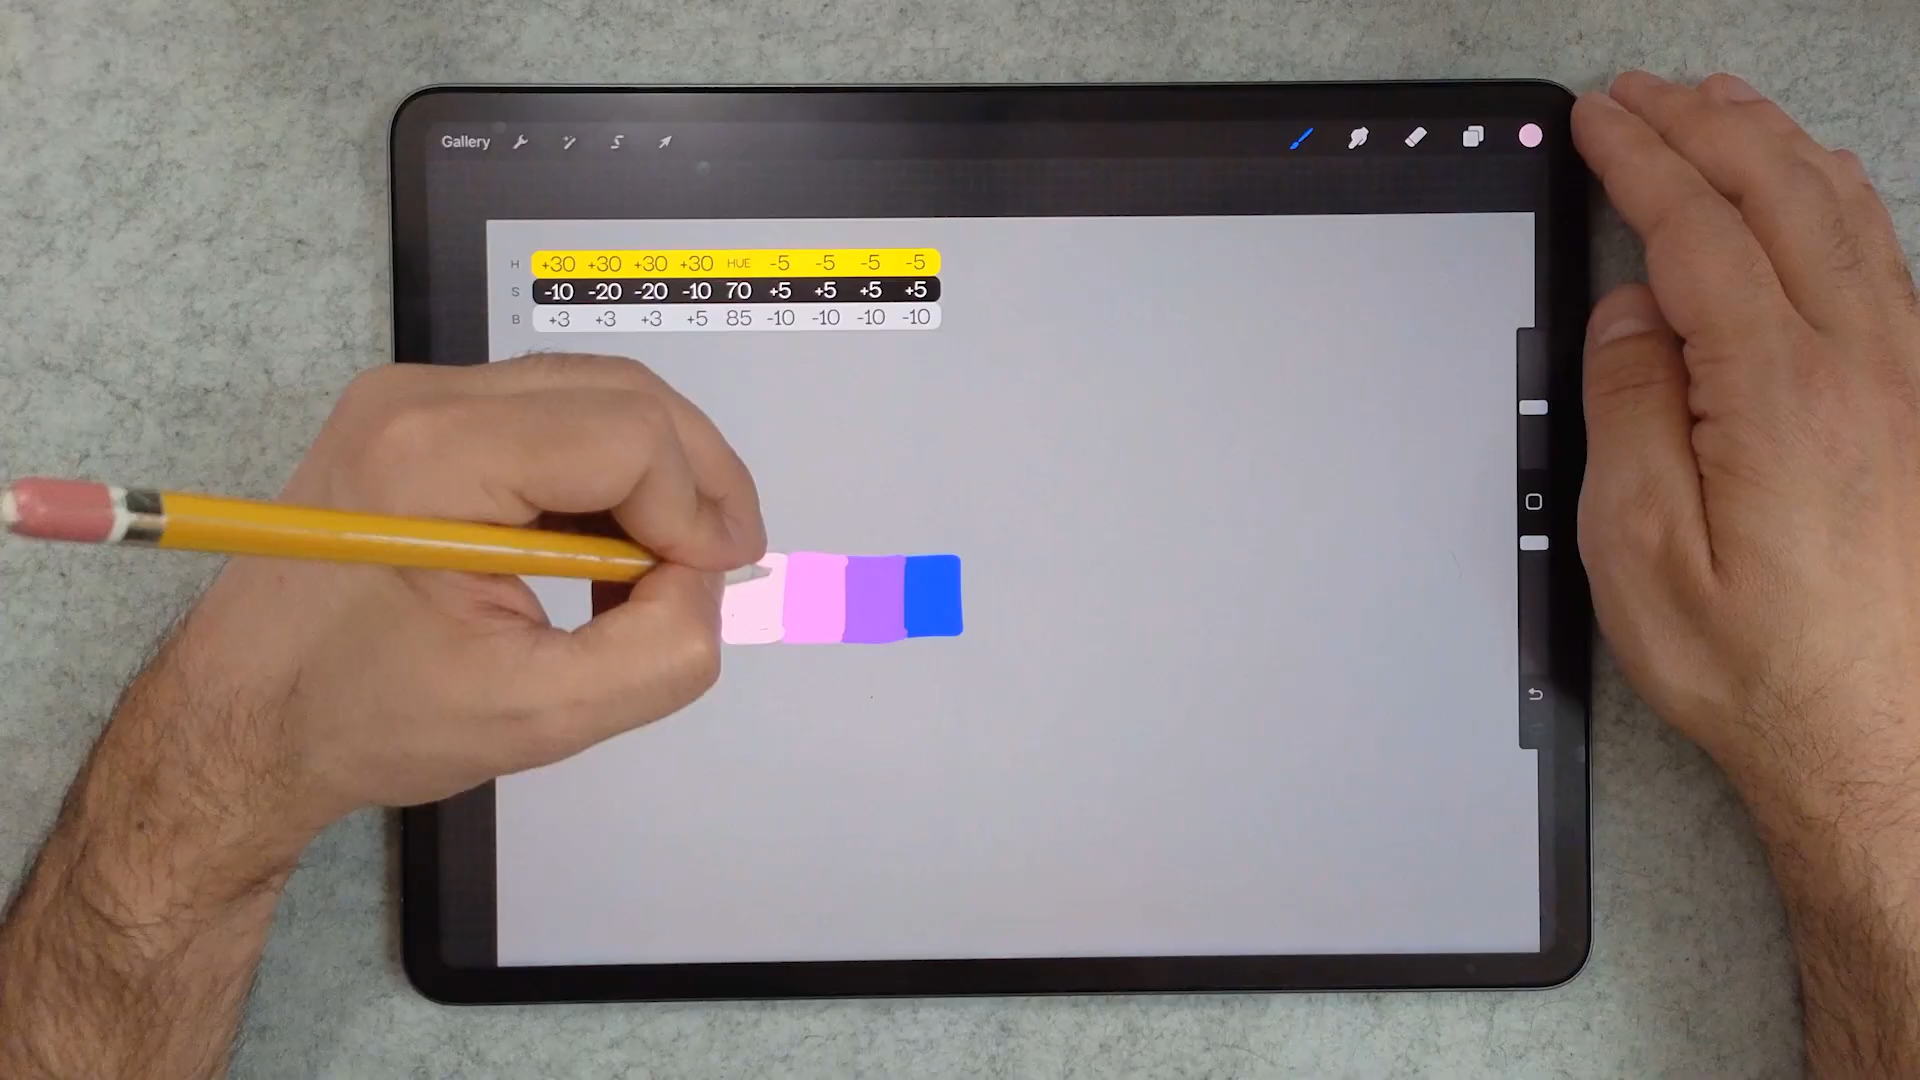 Gallery
H +30 +30 +30 +30 HUE -5 -5 -5 -5
S -10 -20 -20 -10 70 +5 +5 +5 +5
B +3 +3 +3 +5 85 -10 -10 -10 -10